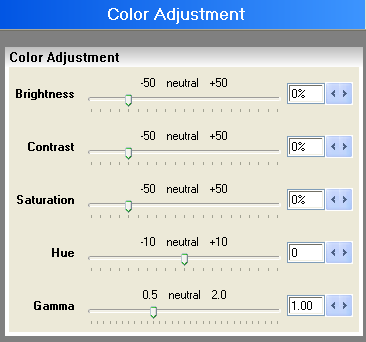 Color Adjustment
Color Adjustment
-50 neutral +50
Brightness 0%
-50 neutral +50
Contrast 0%
-50 neutral +50
Saturation 0%
-10 neutral +10
Hue 0
0.5 neutral 2.0
Gamma 1.00